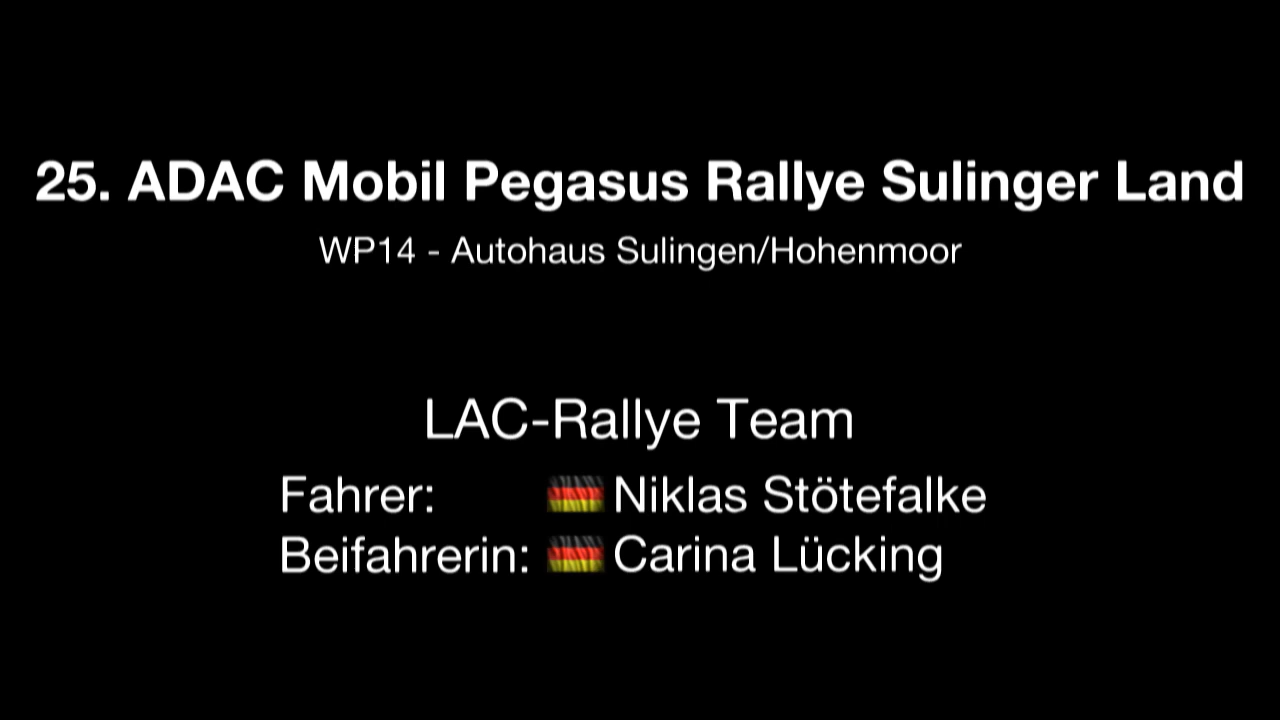 25. ADAC Mobil Pegasus Rallye Sulinger Land
WP14 - Autohaus Sulingen/Hohenmoor
LAC-Rallye Team
Fahrer: Niklas Stötefalke
Beifahrerin: Carina Lücking